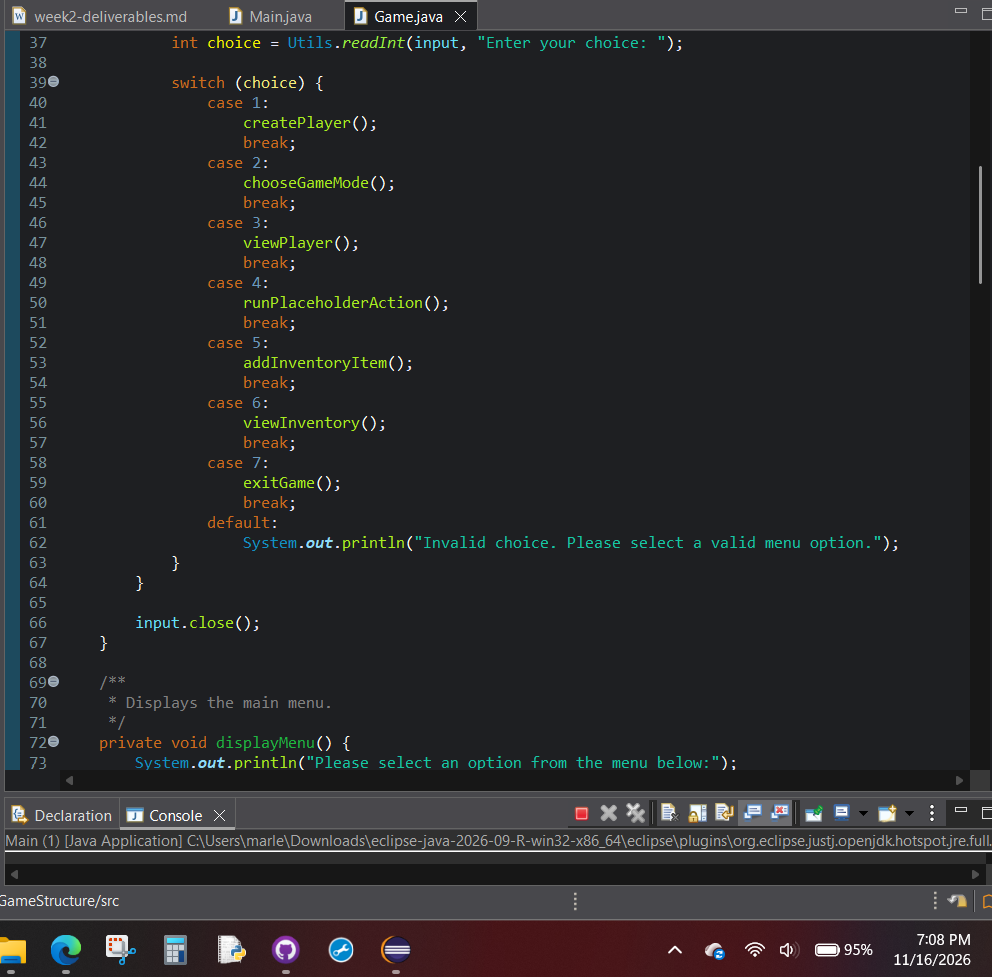 week2-deliverables.md Main.java Game.java
37 int choice = Utils.readInt(input, "Enter your choice: ");
38
39 switch (choice) {
40 case 1:
41 createPlayer();
42 break;
43 case 2:
44 chooseGameMode();
45 break;
46 case 3:
47 viewPlayer();
48 break;
49 case 4:
50 runPlaceholderAction();
51 break;
52 case 5:
53 addInventoryItem();
54 break;
55 case 6:
56 viewInventory();
57 break;
58 case 7:
59 exitGame();
60 break;
61 default:
62 System.out.println("Invalid choice. Please select a valid menu option.");
63 }
64 }
65
66 input.close();
67 }
68
69 /**
70 * Displays the main menu.
71 */
72 private void displayMenu() {
73 System.out.println("Please select an option from the menu below:");
Declaration Console
Main (1) [Java Application] C:\Users\marle\Downloads\eclipse-java-2026-09-R-win32-x86_64\eclipse\plugins\org.eclipse.justj.openjdk.hotspot.jre.full.
GameStructure/src
95%
7:08 PM
11/16/2026